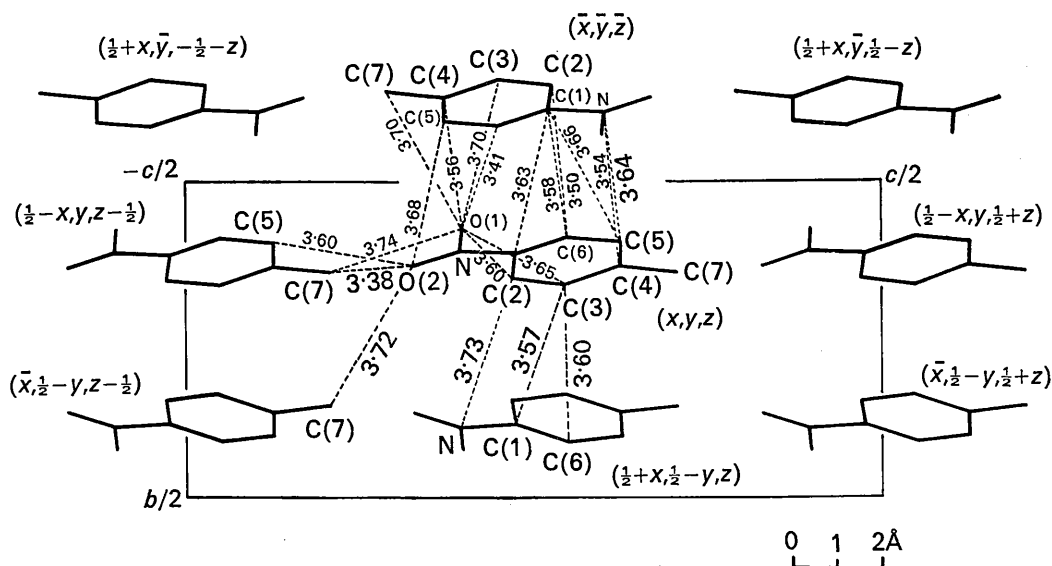 (x̄,ȳ,z̄)
(½+x,ȳ,-½-z)
(½+x,ȳ,½-z)
C(3)
C(7) C(4) C(2)
C(1) N
C(5)
3·70 3·56 3·70 3·41 3·63 3·58 3·50 3·66 3·54 3·64
-c/2 c/2
(½-x,y,z-½) (½-x,y,½+z)
C(5) 3·60 3·74 3·68 O(1)
C(6) C(5)
N
C(7) 3·38 O(2) 3·60 3·65 C(2) C(4) C(7)
C(3)
(x,y,z)
3·72 3·73 3·57 3·60
(x̄,½-y,z-½) (x̄,½-y,½+z)
C(7)
N C(1) C(6)
(½+x,½-y,z)
b/2
0 1 2Å